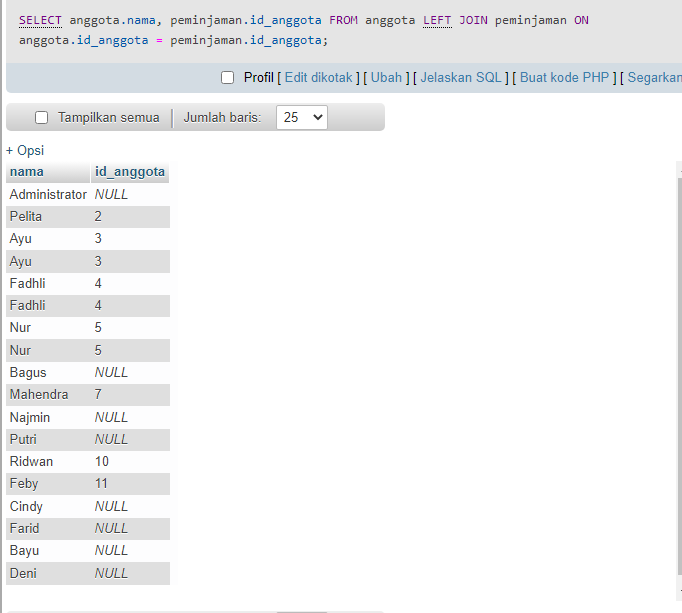 SELECT anggota.nama, peminjaman.id_anggota FROM anggota LEFT JOIN peminjaman ON
anggota.id_anggota = peminjaman.id_anggota;
Profil [ Edit dikotak ] [ Ubah ] [ Jelaskan SQL ] [ Buat kode PHP ] [ Segarkan
Tampilkan semua Jumlah baris: 25
+ Opsi
nama id_anggota
Administrator NULL
Pelita 2
Ayu 3
Ayu 3
Fadhli 4
Fadhli 4
Nur 5
Nur 5
Bagus NULL
Mahendra 7
Najmin NULL
Putri NULL
Ridwan 10
Feby 11
Cindy NULL
Farid NULL
Bayu NULL
Deni NULL